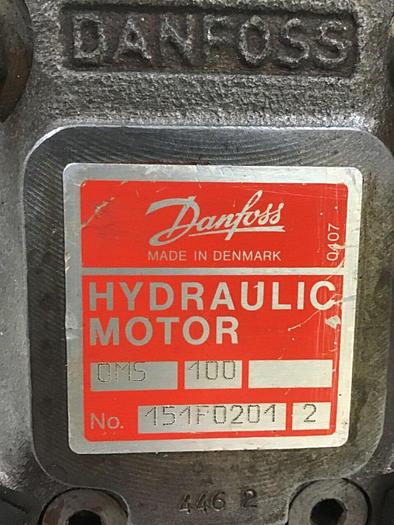 DANFOSS
Danfoss
MADE IN DENMARK
0407
HYDRAULIC
MOTOR
OMS 100
No. 151F0201 2
446 2